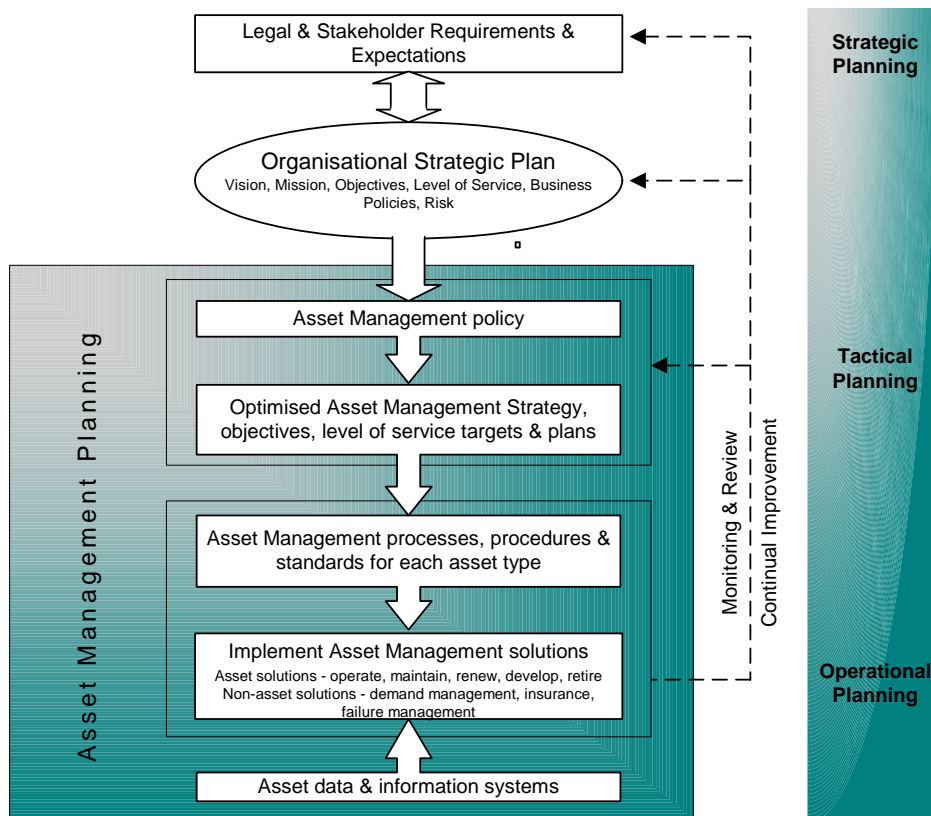 Legal & Stakeholder Requirements &
Expectations
Strategic
Planning
Organisational Strategic Plan
Vision, Mission, Objectives, Level of Service, Business
Policies, Risk
Asset Management Planning
Asset Management policy
Optimised Asset Management Strategy,
objectives, level of service targets & plans
Tactical
Planning
Monitoring & Review
Continual Improvement
Asset Management processes, procedures &
standards for each asset type
Implement Asset Management solutions
Asset solutions - operate, maintain, renew, develop, retire
Non-asset solutions - demand management, insurance,
failure management
Operational
Planning
Asset data & information systems